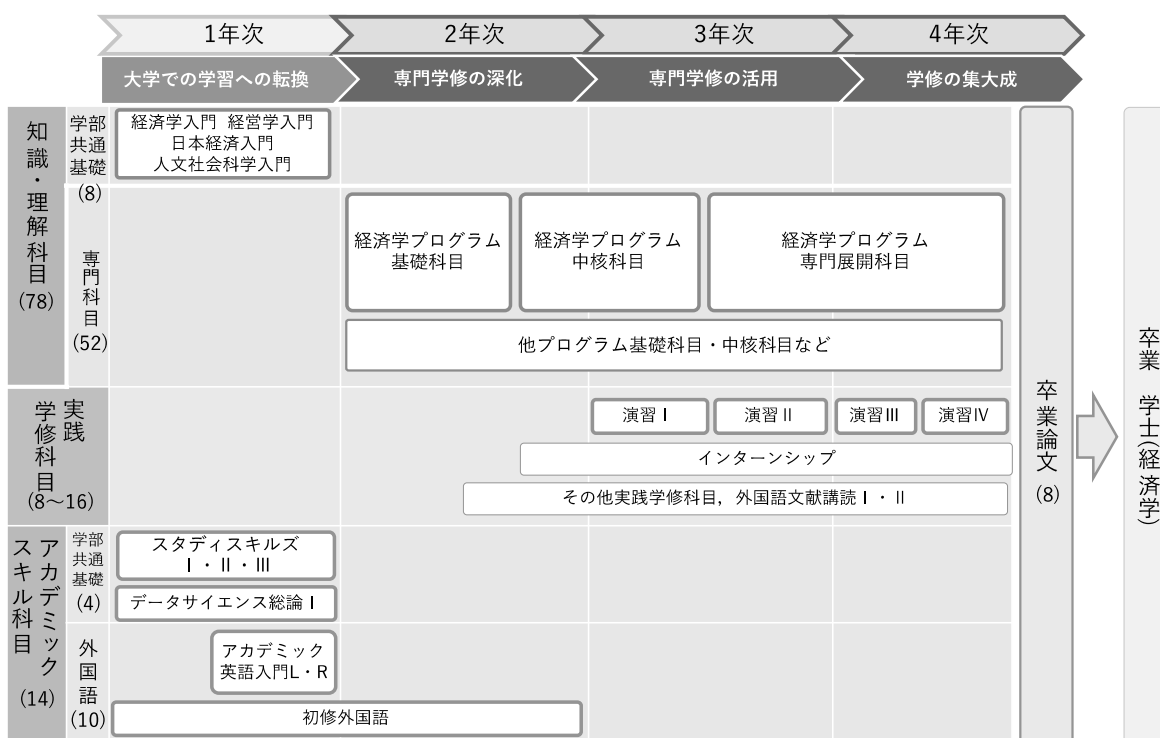 1年次
2年次
3年次
4年次
大学での学習への転換
専門学修の深化
専門学修の活用
学修の集大成
知識・理解科目
(78)
学部
共通
基礎
(8)
経済学入門 経営学入門
日本経済入門
人文社会科学入門
専門科目
(52)
経済学プログラム
基礎科目
経済学プログラム
中核科目
経済学プログラム
専門展開科目
他プログラム基礎科目・中核科目など
実践
学修科目
(8～16)
演習Ⅰ
演習Ⅱ
演習Ⅲ
演習Ⅳ
インターンシップ
その他実践学修科目，外国語文献講読Ⅰ・Ⅱ
アカデミック
スキル科目
(14)
学部
共通
基礎
(4)
スタディスキルズ
Ⅰ・Ⅱ・Ⅲ
データサイエンス総論Ⅰ
外国語
(10)
アカデミック
英語入門L・R
初修外国語
卒業論文
(8)
卒業　学士(経済学)